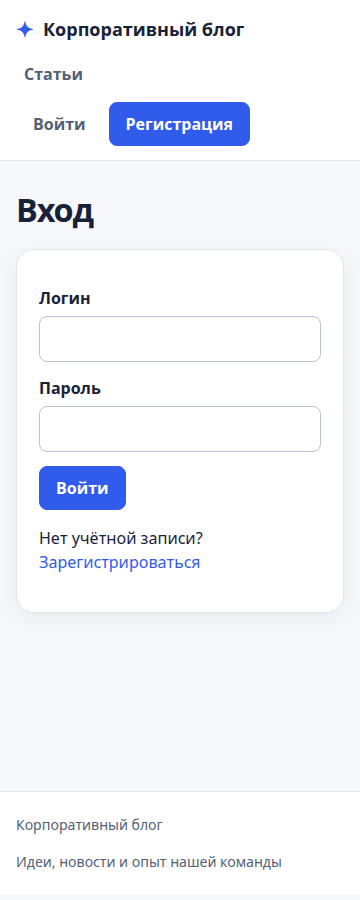 Корпоративный блог
Статьи
Войти
Регистрация
Вход
Логин
Пароль
Войти
Нет учётной записи?
Зарегистрироваться
Корпоративный блог
Идеи, новости и опыт нашей команды